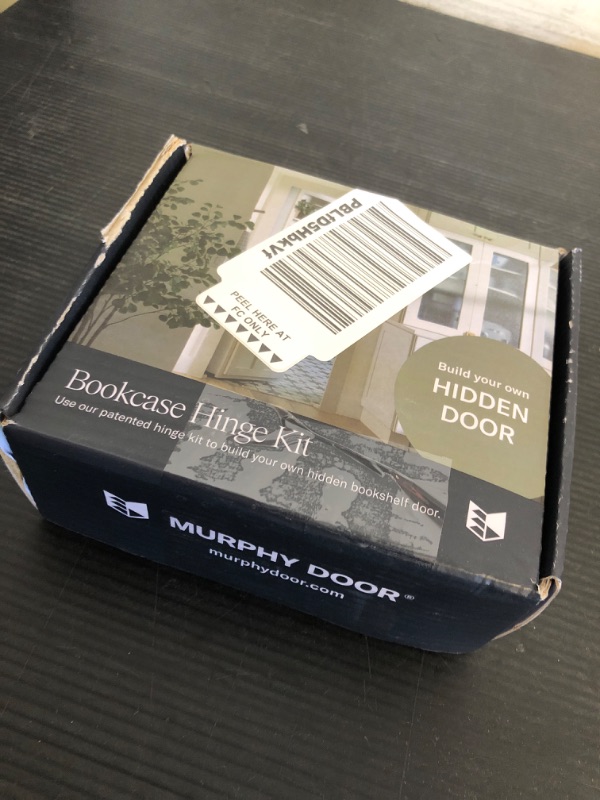 PBLfD5HbkVf
PEEL HERE AT
FC ONLY
Build your own
HIDDEN
DOOR
Bookcase Hinge Kit
Use our patented hinge kit to build your own hidden bookshelf door.
MURPHY DOOR®
murphydoor.com